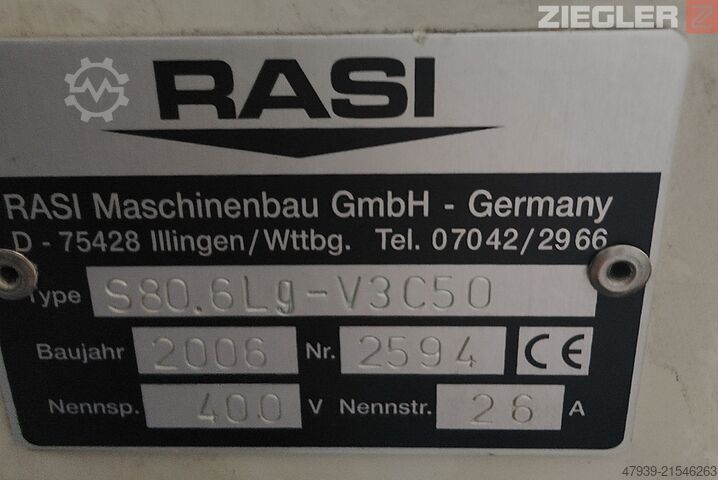 ZIEGLER Z
RASI
RASI Maschinenbau GmbH - Germany
D - 75428 Illingen/Wttbg. Tel. 07042/2966
Type S80.6Lg-V3C50
Baujahr 2006 Nr. 2594 CE
Nennsp. 400 V Nennstr. 26 A
47939-21546263